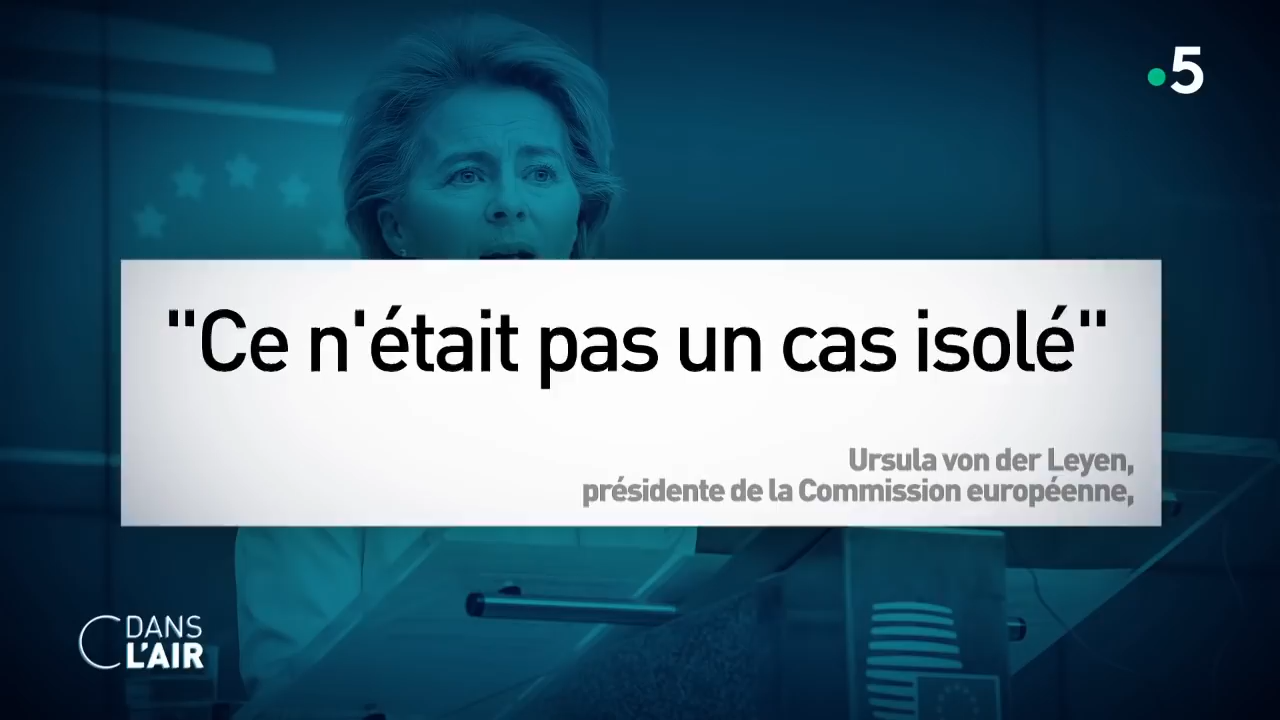 5
"Ce n'était pas un cas isolé"
Ursula von der Leyen,
présidente de la Commission européenne,
C DANS
L'AIR